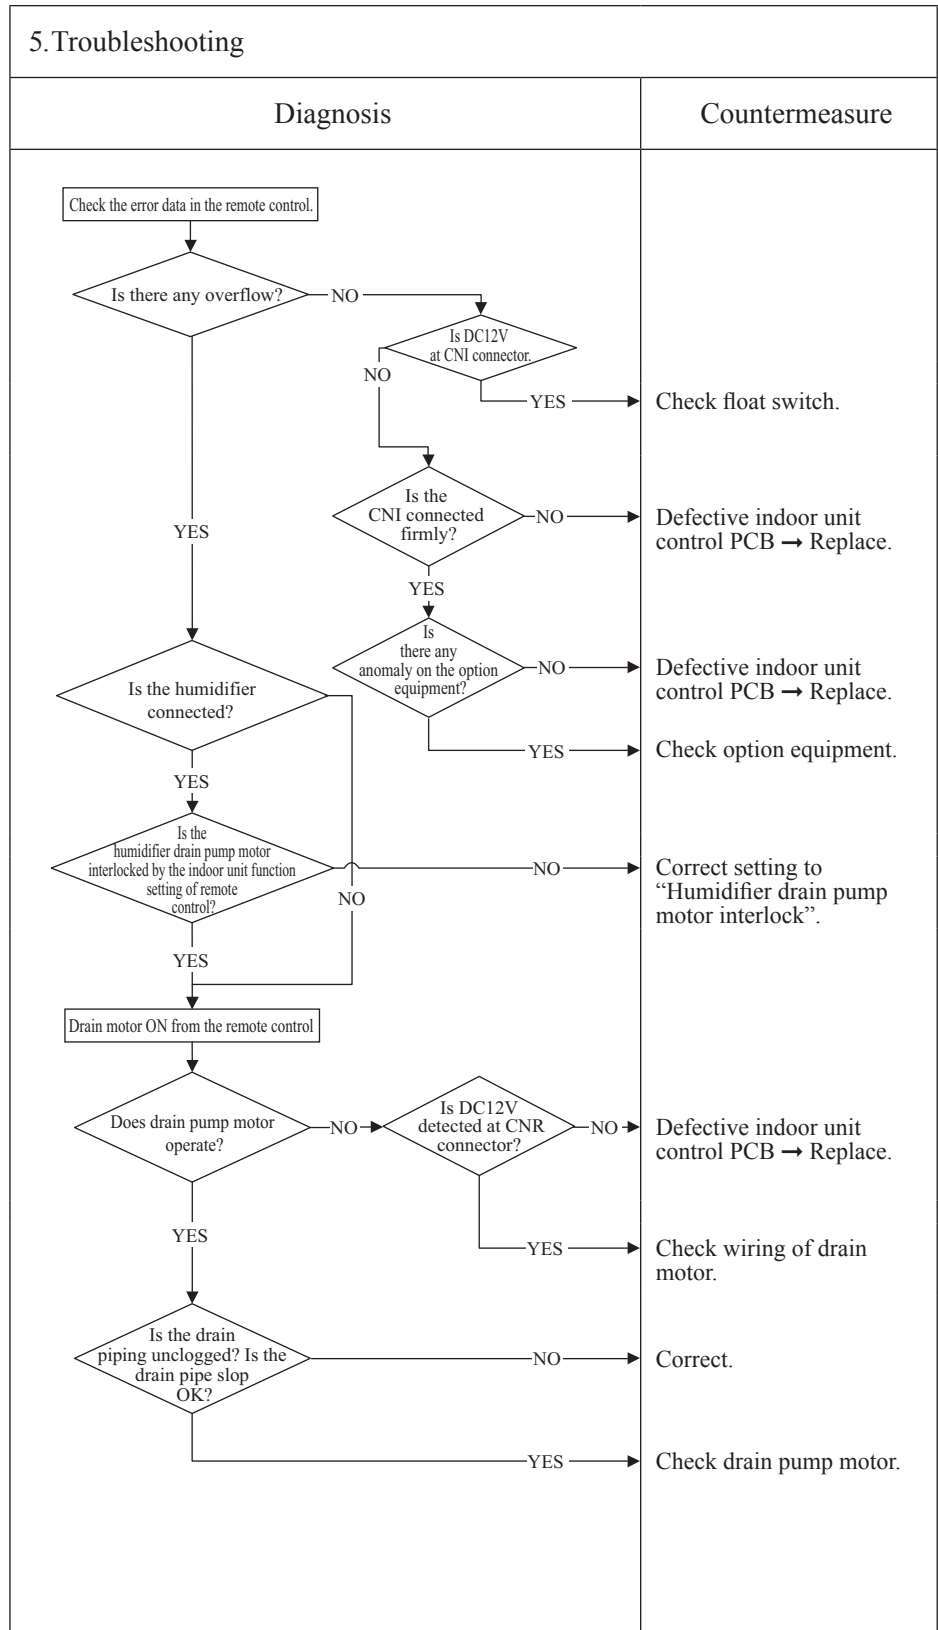 5.Troubleshooting
Diagnosis
Countermeasure
Check the error data in the remote control.
Is there any overflow?
NO
Is DC12V
at CNI connector.
NO
YES
Check float switch.
Is the
CNI connected
firmly?
NO
Defective indoor unit
control PCB → Replace.
YES
YES
Is
there any
anomaly on the option
equipment?
NO
Defective indoor unit
control PCB → Replace.
Is the humidifier
connected?
YES
Check option equipment.
YES
Is the
humidifier drain pump motor
interlocked by the indoor unit function
setting of remote
control?
NO
Correct setting to
“Humidifier drain pump
motor interlock”.
NO
YES
Drain motor ON from the remote control
Does drain pump motor
operate?
NO
Is DC12V
detected at CNR
connector?
NO
Defective indoor unit
control PCB → Replace.
YES
YES
Check wiring of drain
motor.
Is the drain
piping unclogged? Is the
drain pipe slop
OK?
NO
Correct.
YES
Check drain pump motor.